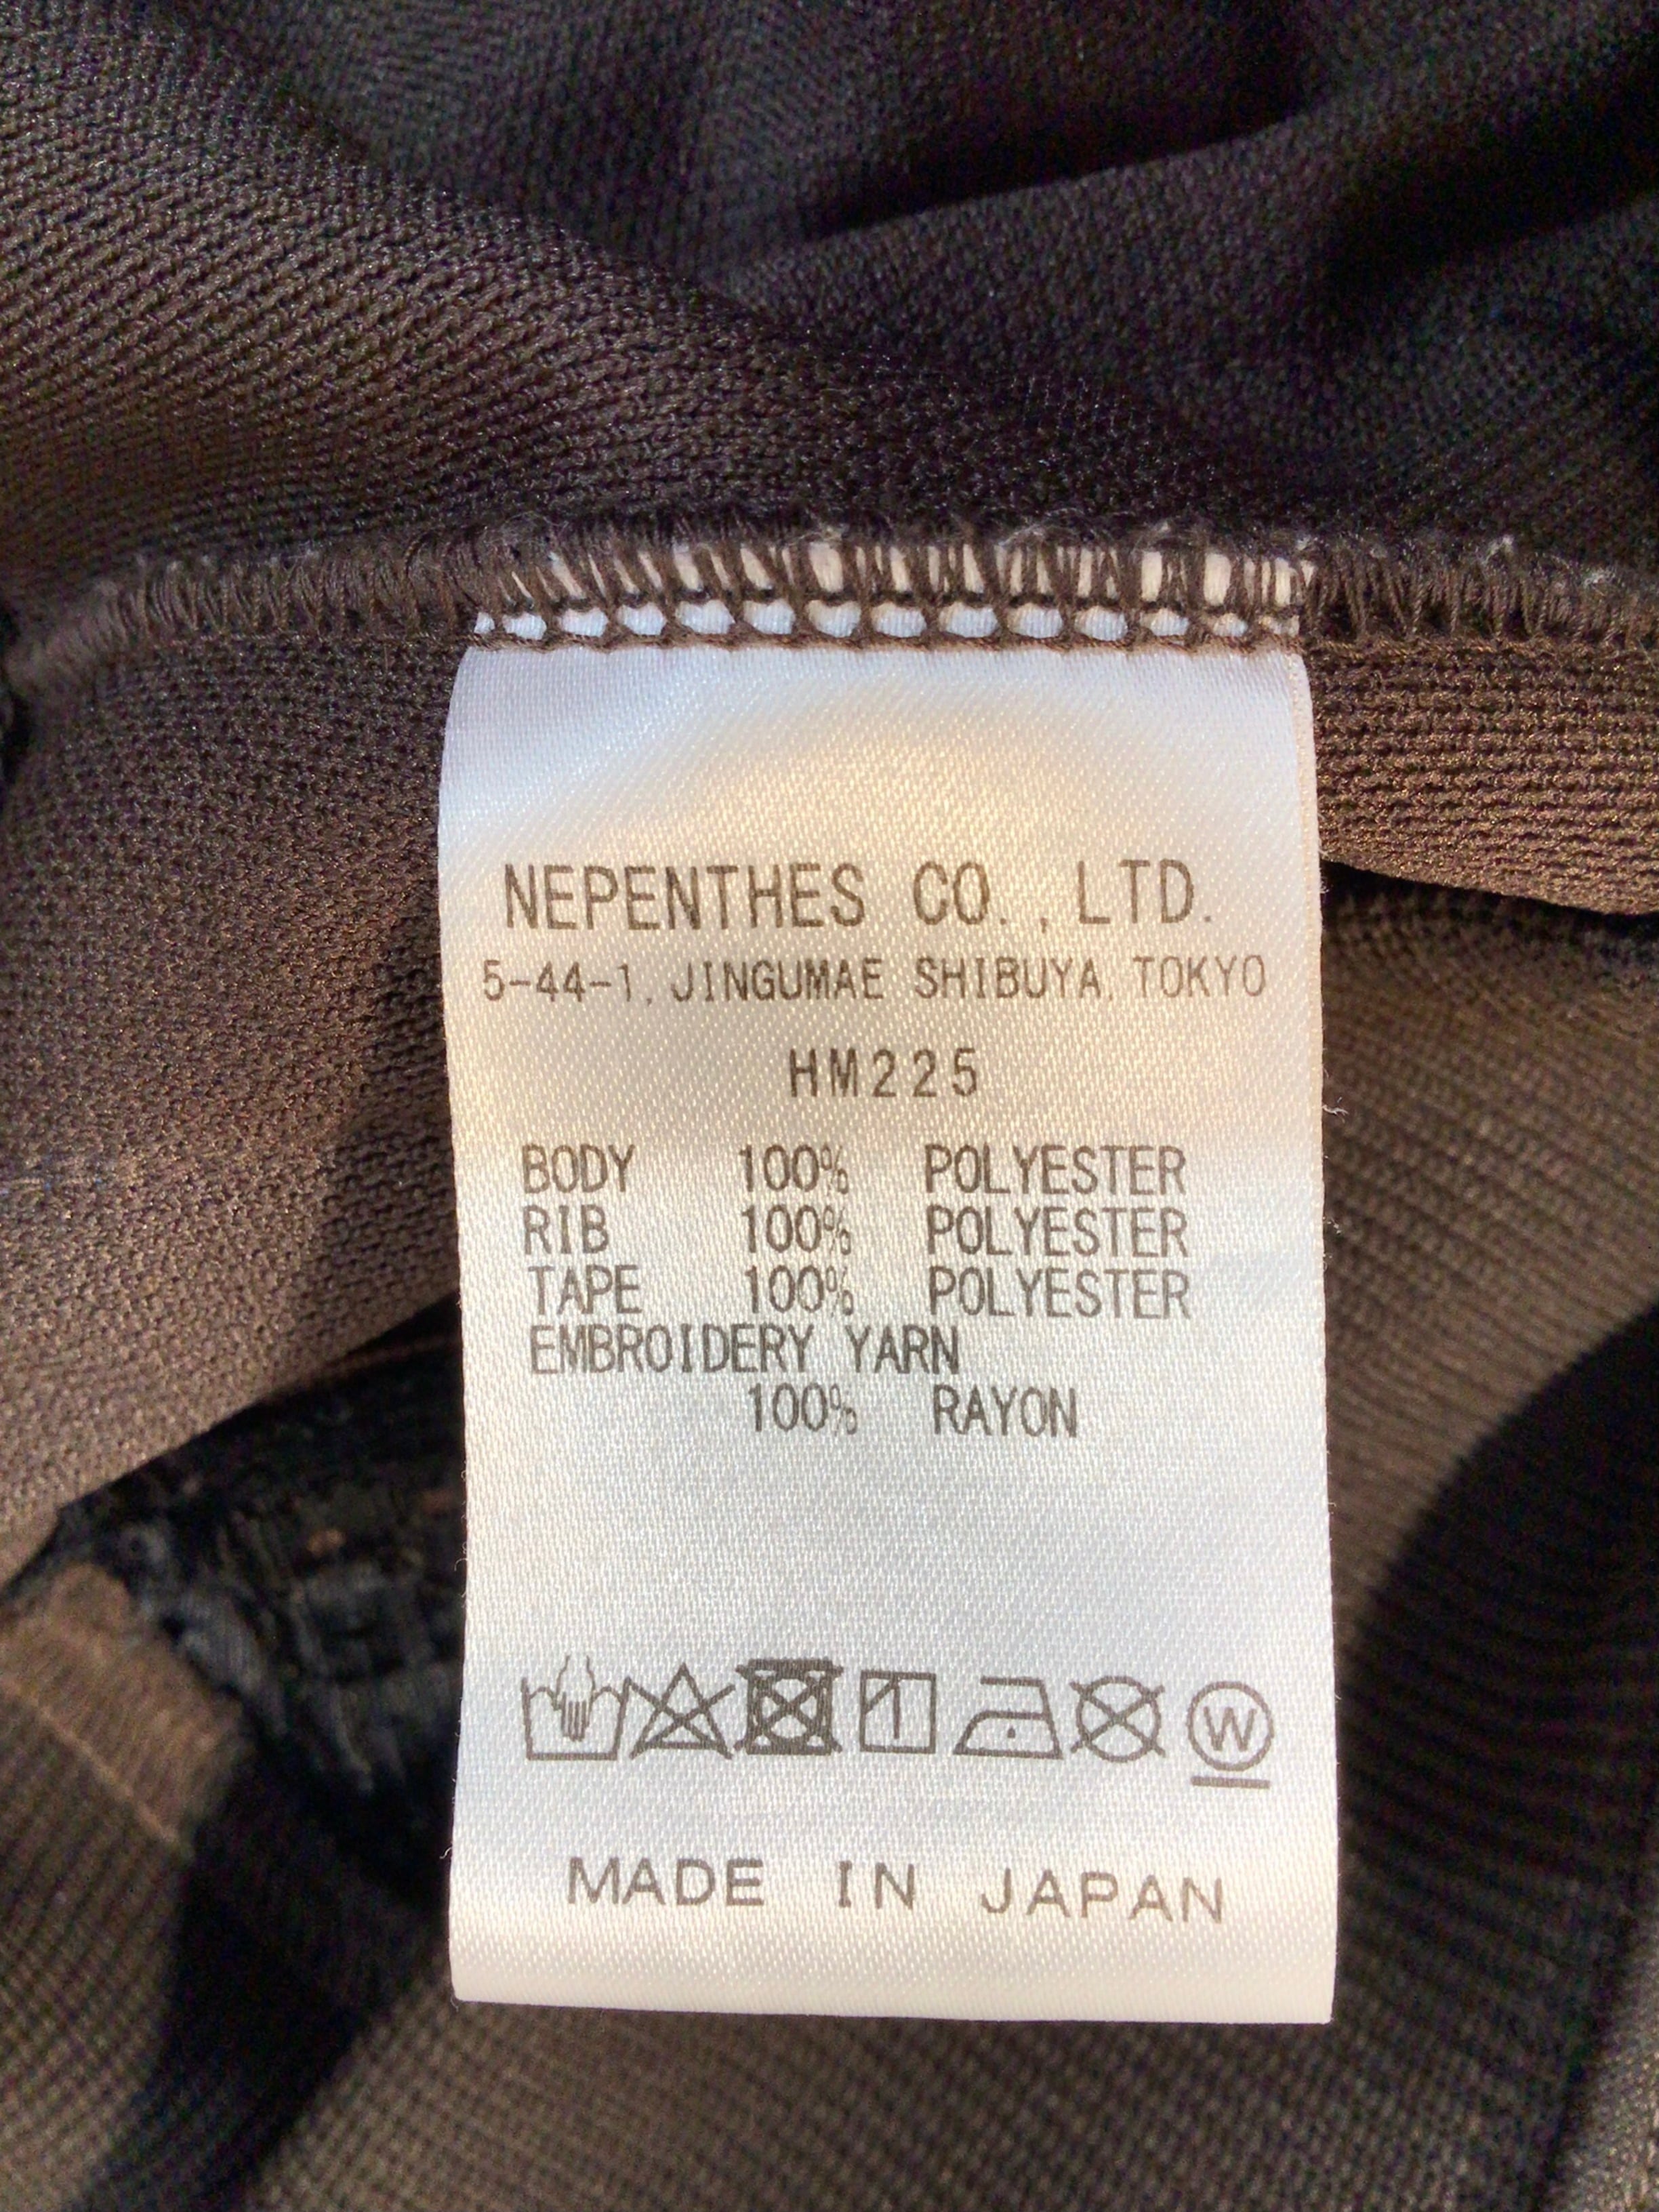 NEPENTHES CO., LTD.
5-44-1, JINGUMAE SHIBUYA, TOKYO
HM225
BODY 100% POLYESTER
RIB 100% POLYESTER
TAPE 100% POLYESTER
EMBROIDERY YARN
100% RAYON
W
MADE IN JAPAN